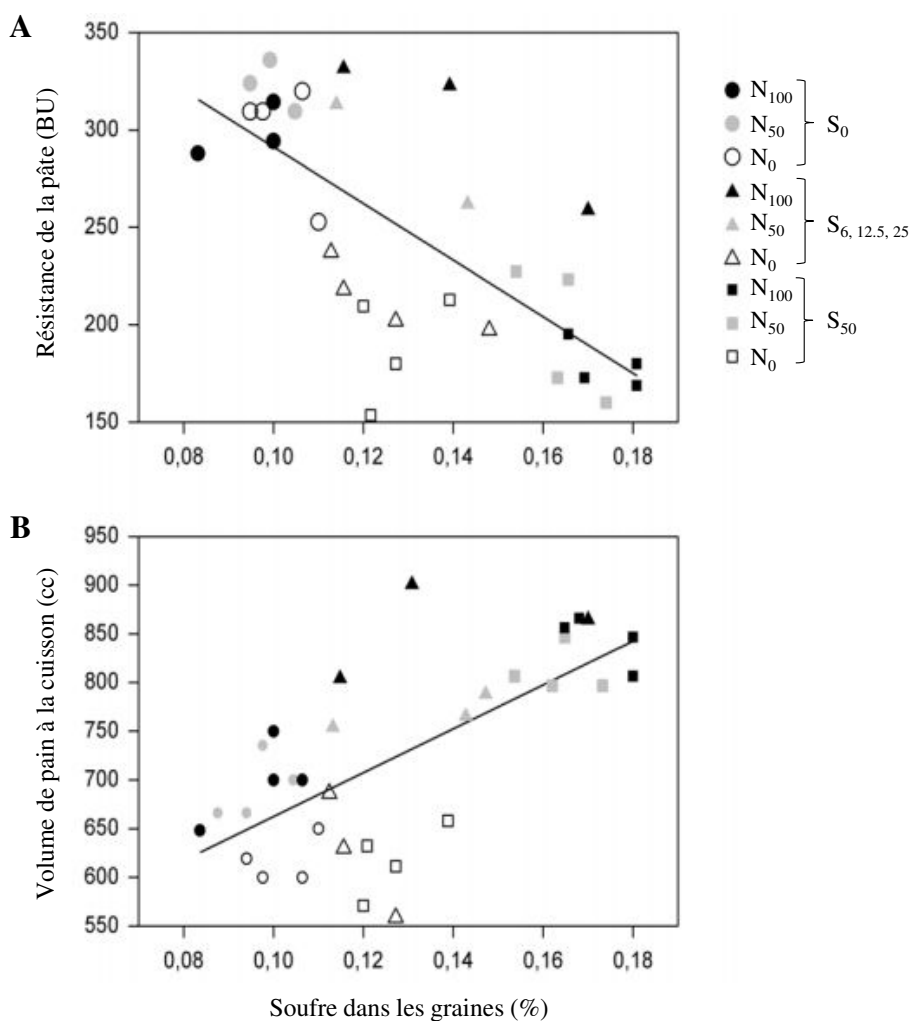 A
350
300
250
200
150
Résistance de la pâte (BU)
0,08 0,10 0,12 0,14 0,16 0,18
N100
N50 S0
N0
N100
N50 S6, 12.5, 25
N0
N100
N50 S50
N0
B
950
900
850
800
750
700
650
600
550
Volume de pain à la cuisson (cc)
0,08 0,10 0,12 0,14 0,16 0,18
Soufre dans les graines (%)